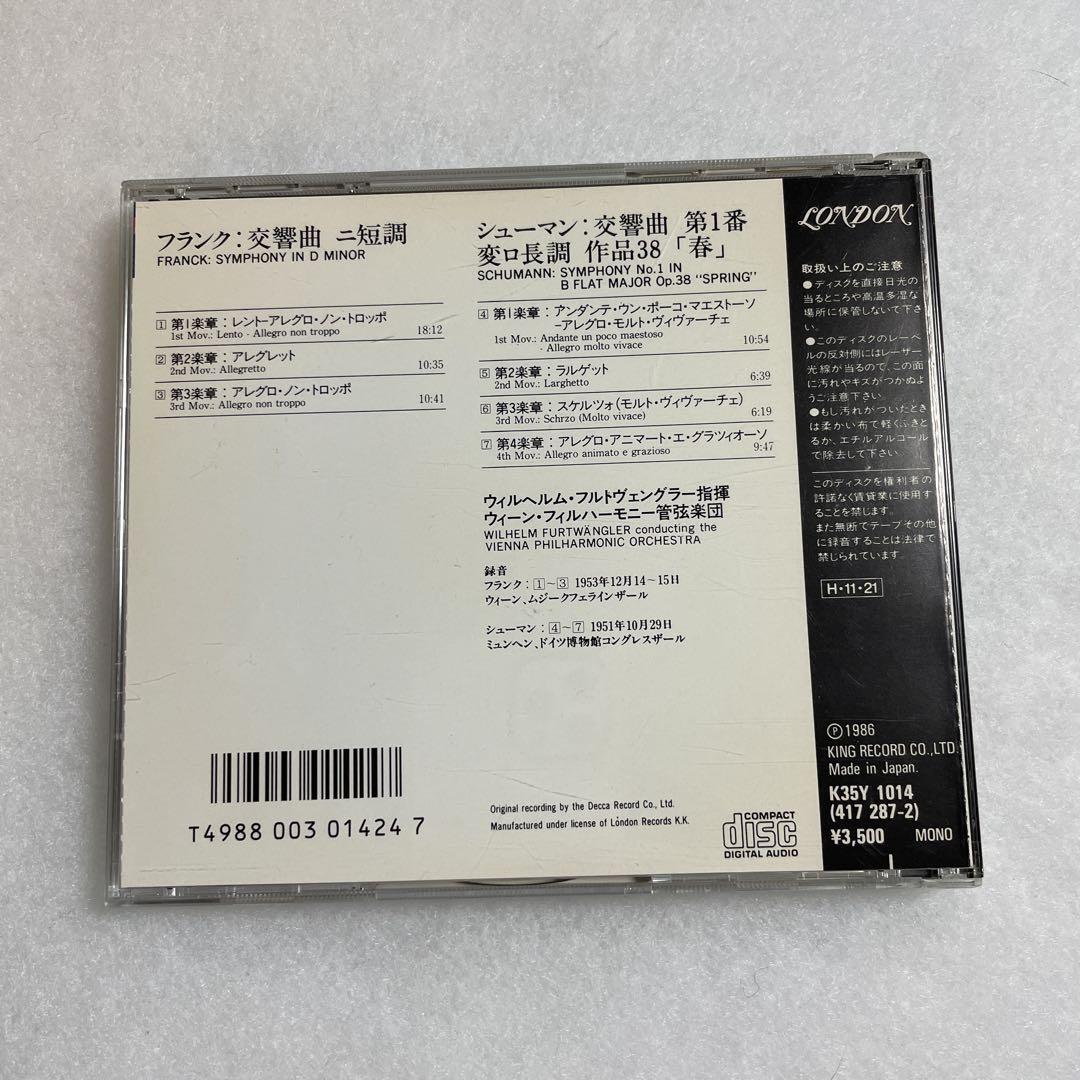 フランク：交響曲 ニ短調
FRANCK: SYMPHONY IN D MINOR
1 第1楽章：レント−アレグロ・ノン・トロッポ
1st Mov.: Lento - Allegro non troppo 18:12
2 第2楽章：アレグレット
2nd Mov.: Allegretto 10:35
3 第3楽章：アレグロ・ノン・トロッポ
3rd Mov.: Allegro non troppo 10:41
シューマン：交響曲 第1番
変ロ長調 作品38「春」
SCHUMANN: SYMPHONY No.1 IN
B FLAT MAJOR Op.38 “SPRING”
4 第1楽章：アンダンテ・ウン・ポーコ・マエストーソ
−アレグロ・モルト・ヴィヴァーチェ
1st Mov.: Andante un poco maestoso
- Allegro molto vivace 10:54
5 第2楽章：ラルゲット
2nd Mov.: Larghetto 6:39
6 第3楽章：スケルツォ（モルト・ヴィヴァーチェ）
3rd Mov.: Schrzo (Molto vivace) 6:19
7 第4楽章：アレグロ・アニマート・エ・グラツィオーソ
4th Mov.: Allegro animato e grazioso 9:47
ウィルヘルム・フルトヴェングラー指揮
ウィーン・フィルハーモニー管弦楽団
WILHELM FURTWÄNGLER conducting the
VIENNA PHILHARMONIC ORCHESTRA
録音
フランク：1～3 1953年12月14～15日
ウィーン、ムジークフェラインザール
シューマン：4～7 1951年10月29日
ミュンヘン、ドイツ博物館コングレスザール
T4988 003 01424 7
Original recording by the Decca Record Co., Ltd.
Manufactured under license of London Records K.K.
COMPACT
disc
DIGITAL AUDIO
LONDON
取扱い上のご注意
●ディスクを直接日光の
当るところや高温多湿な
場所に保管しないで下さ
い。
●このディスクのレーベ
ルの反対側にはレーザー
光線が当るので、この面
に汚れやキズがつかぬよ
うご注意下さい。
●もし汚れがついたとき
は柔かい布で軽くふきと
るか、エチルアルコール
で除去して下さい。
このディスクを権利者の
許諾なく賃貸業に使用す
ることを禁じます。
また無断でテープその他
に録音することは法律で
禁じられています。
H・11・21
Ⓟ1986
KING RECORD CO.,LTD.
Made in Japan.
K35Y 1014
(417 287-2)
¥3,500 MONO